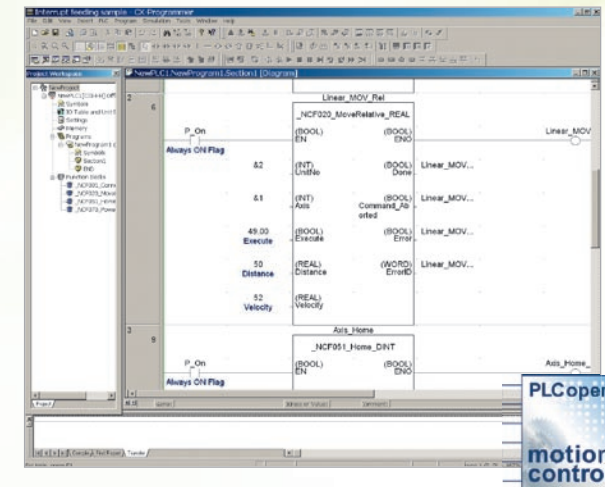 Interrupt feeding sample - CX-Programmer
File Edit View Insert PLC Program Simulation Tools Window Help
Project Workspace
NewPLC1.NewProgram1.Section1 [Diagram]
NewProject
Symbols
IO Table and Unit S
Settings
Memory
Programs
Symbols
Section1
END
2
6
Linear_MOV_Rel
_NCF020_MoveRelative_REAL
P_On
(BOOL)
EN
(BOOL)
ENO
Linear_MOV
Always ON Flag
&2
(INT)
UnitNo
(BOOL)
Done
Linear_MOV...
&1
(INT)
Axis
(BOOL)
Command_Ab
orted
Linear_MOV...
49.00
Execute
(BOOL)
Execute
(BOOL)
Error
Linear_MOV...
50
Distance
(REAL)
Distance
(WORD)
ErrorID
Linear_MOV...
52
Velocity
(REAL)
Velocity
3
9
Axis_Home
_NCF051_Home_DINT
P_On
(BOOL)
EN
(BOOL)
ENO
Axis_Home_
Always ON Flag
Project
Transfer
PLCoper
motion
control